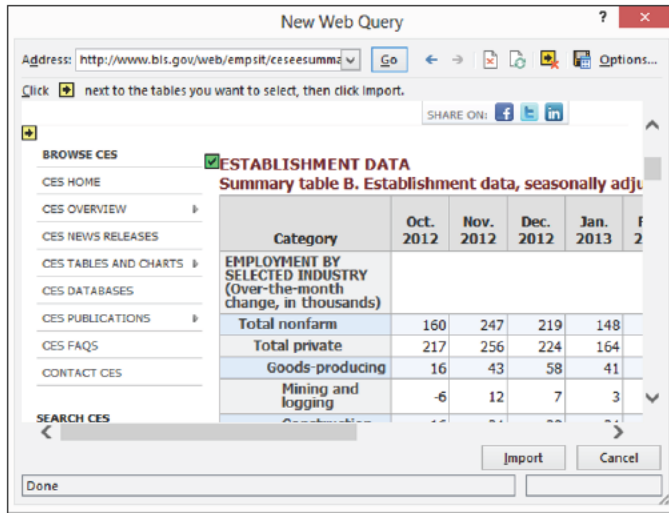 New Web Query
? ×
Address: http://www.bls.gov/web/empsit/ceseesumma Go Options...
Click next to the tables you want to select, then click Import.
SHARE ON:
BROWSE CES
CES HOME
CES OVERVIEW
CES NEWS RELEASES
CES TABLES AND CHARTS
CES DATABASES
CES PUBLICATIONS
CES FAQS
CONTACT CES
SEARCH CES
ESTABLISHMENT DATA
Summary table B. Establishment data, seasonally adju
Category Oct. 2012 Nov. 2012 Dec. 2012 Jan. 2013
EMPLOYMENT BY
SELECTED INDUSTRY
(Over-the-month
change, in thousands)
Total nonfarm 160 247 219 148
Total private 217 256 224 164
Goods-producing 16 43 58 41
Mining and
logging -6 12 7 3
Import Cancel
Done